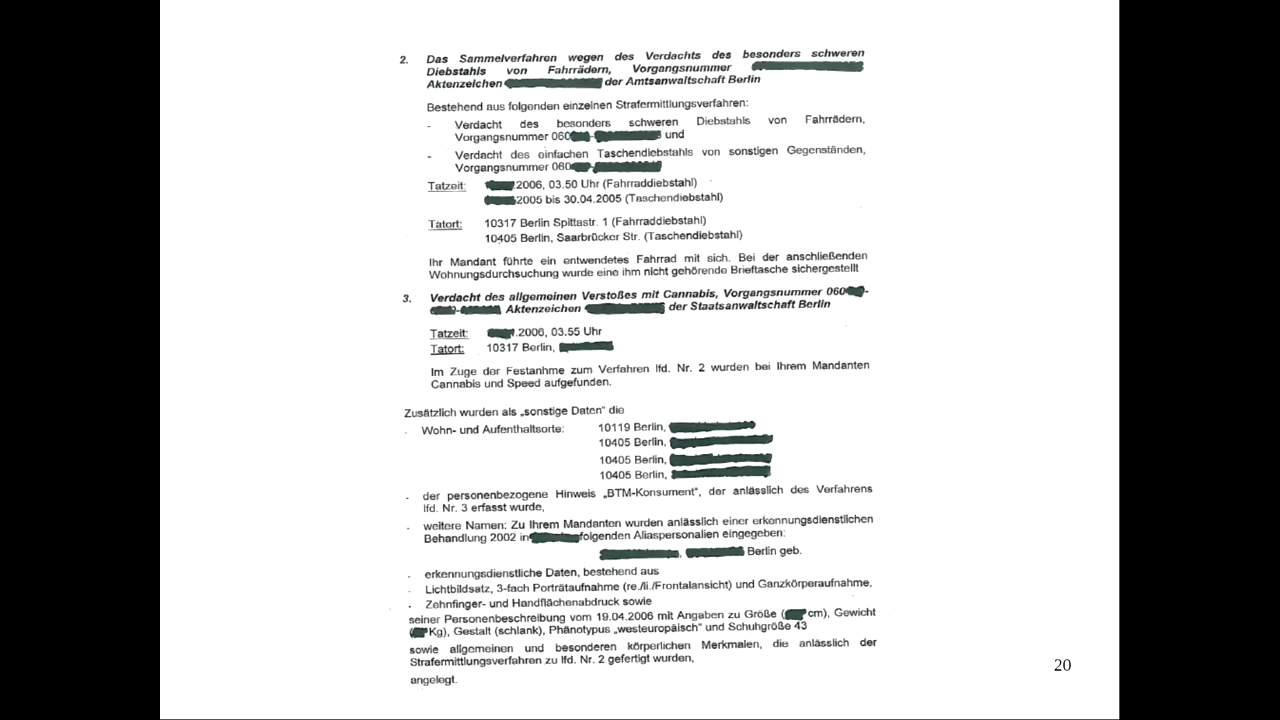 2. Das Sammelverfahren wegen des Verdachts des besonders schweren
Diebstahls von Fahrrädern, Vorgangsnummer
Aktenzeichen der Amtsanwaltschaft Berlin
Bestehend aus folgenden einzelnen Strafermittlungsverfahren:
- Verdacht des besonders schweren Diebstahls von Fahrrädern,
Vorgangsnummer 060 - und
- Verdacht des einfachen Taschendiebstahls von sonstigen Gegenständen,
Vorgangsnummer 060 -
Tatzeit: .2006, 03.50 Uhr (Fahrraddiebstahl)
2005 bis 30.04.2005 (Taschendiebstahl)
Tatort: 10317 Berlin Spittastr. 1 (Fahrraddiebstahl)
10405 Berlin, Saarbrücker Str. (Taschendiebstahl)
Ihr Mandant führte ein entwendetes Fahrrad mit sich. Bei der anschließenden
Wohnungsdurchsuchung wurde eine ihm nicht gehörende Brieftasche sichergestellt
3. Verdacht des allgemeinen Verstoßes mit Cannabis, Vorgangsnummer 060 -
- , Aktenzeichen der Staatsanwaltschaft Berlin
Tatzeit: .2006, 03.55 Uhr
Tatort: 10317 Berlin,
Im Zuge der Festanhme zum Verfahren lfd. Nr. 2 wurden bei Ihrem Mandanten
Cannabis und Speed aufgefunden.
Zusätzlich wurden als „sonstige Daten" die
- Wohn- und Aufenthaltsorte: 10119 Berlin,
10405 Berlin,
10405 Berlin,
10405 Berlin,
- der personenbezogene Hinweis „BTM-Konsument", der anlässlich des Verfahrens
lfd. Nr. 3 erfasst wurde,
- weitere Namen: Zu Ihrem Mandanten wurden anlässlich einer erkennungsdienstlichen
Behandlung 2002 in folgenden Aliaspersonalien eingegeben:
, Berlin geb.
- erkennungsdienstliche Daten, bestehend aus
- Lichtbildsatz, 3-fach Porträtaufnahme (re./li./Frontalansicht) und Ganzkörperaufnahme,
- Zehnfinger- und Handflächenabdruck sowie
seiner Personenbeschreibung vom 19.04.2006 mit Angaben zu Größe ( cm), Gewicht
( Kg), Gestalt (schlank), Phänotypus „westeuropäisch" und Schuhgröße 43
sowie allgemeinen und besonderen körperlichen Merkmalen, die anlässlich der
Strafermittlungsverfahren zu lfd. Nr. 2 gefertigt wurden,
angelegt.
20